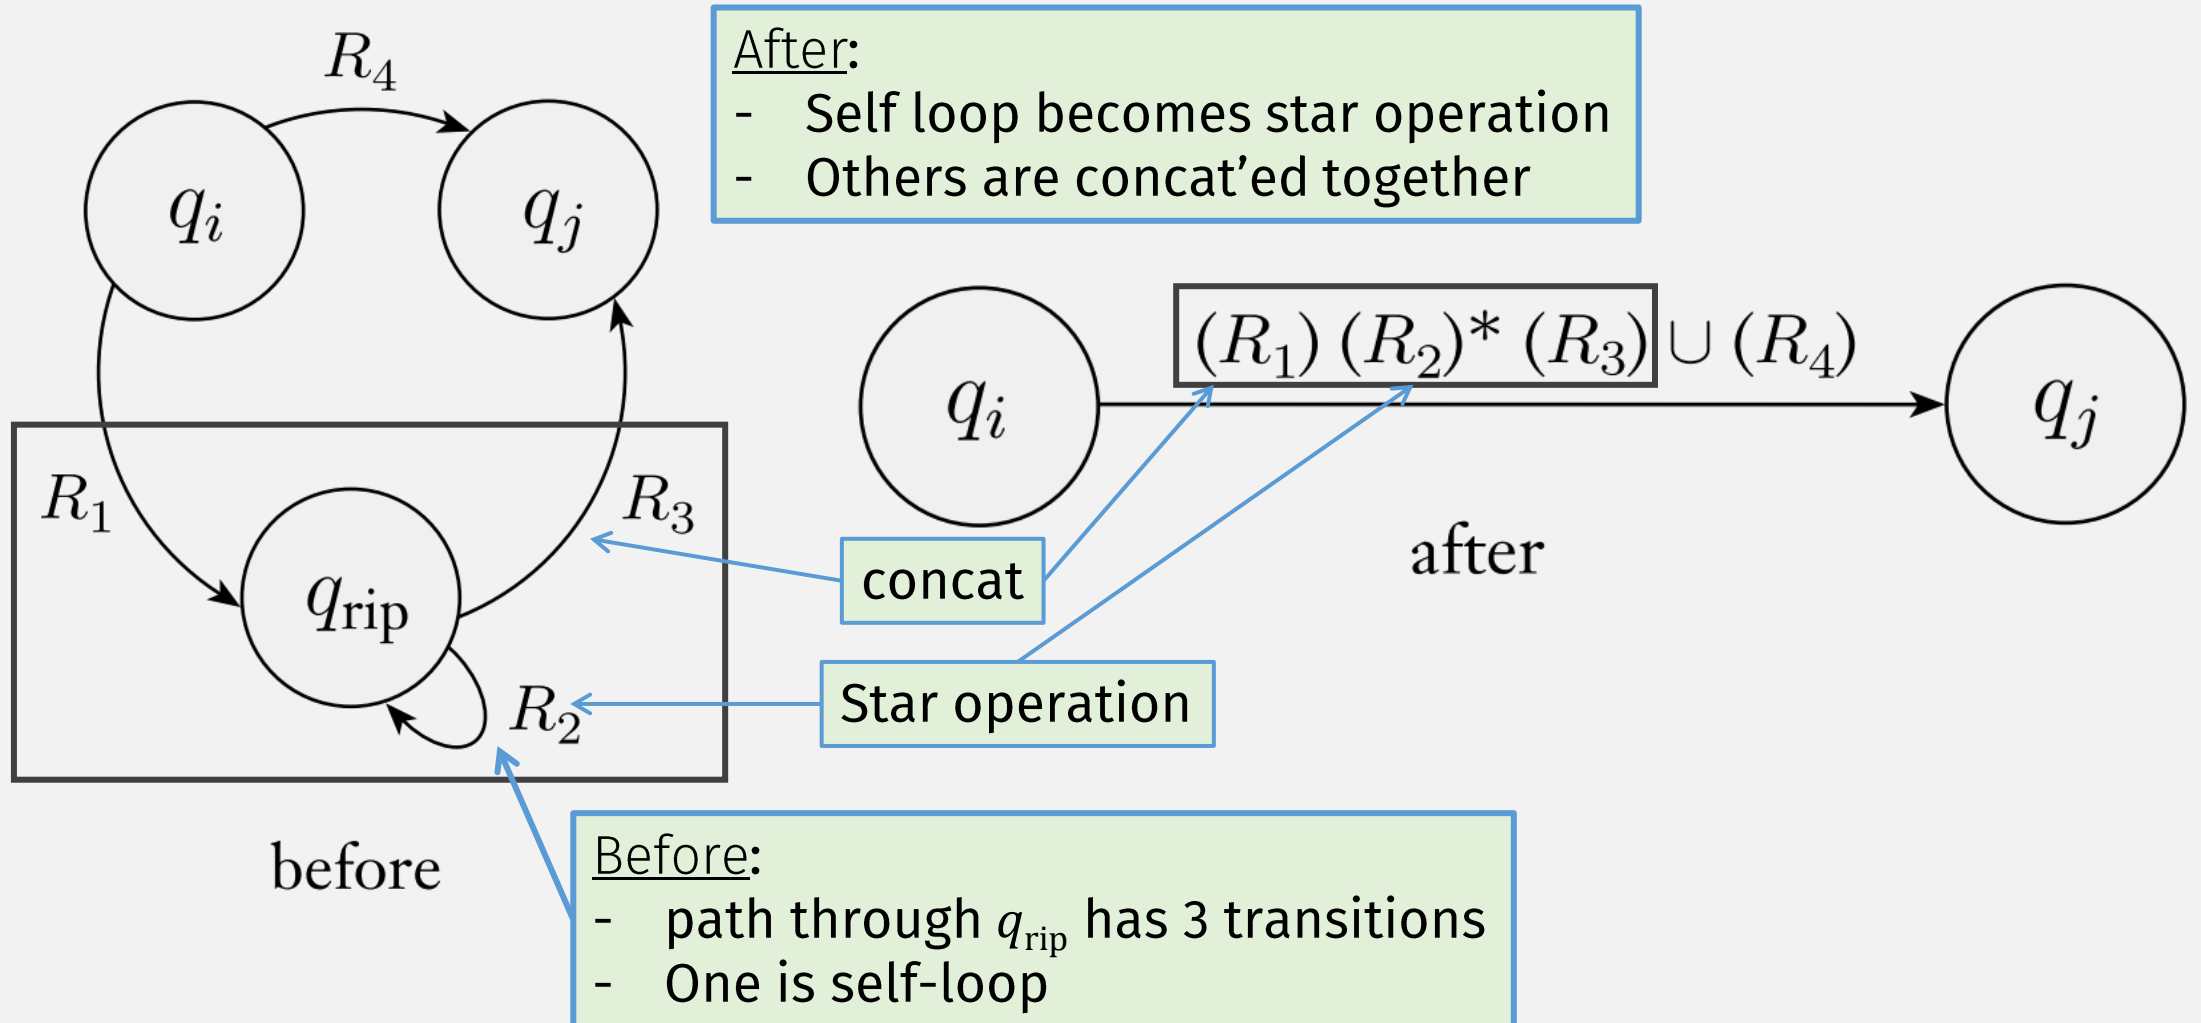 R₄
After:
- Self loop becomes star operation
- Others are concat’ed together
qᵢ
qⱼ
(R₁) (R₂)* (R₃) ∪ (R₄)
qᵢ
qⱼ
R₁
R₃
q_rip
R₂
concat
after
Star operation
before
Before:
- path through q_rip has 3 transitions
- One is self-loop